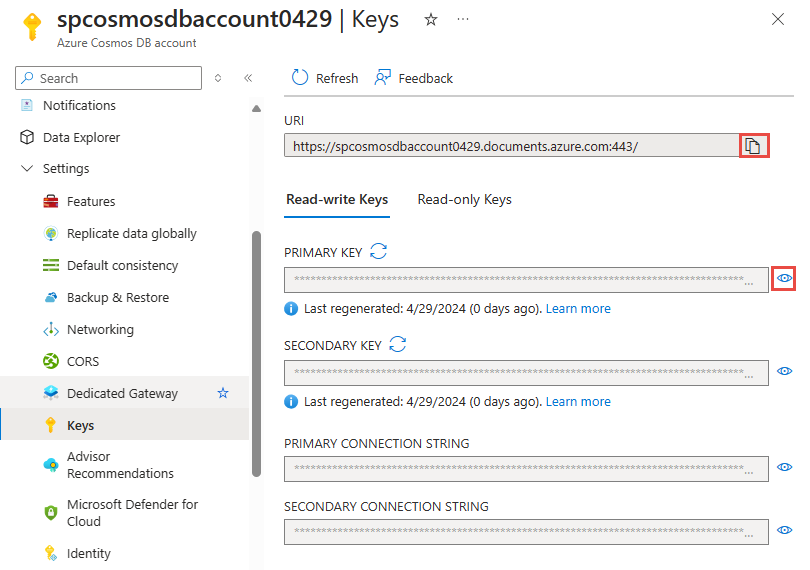 spcosmosdbaccount0429 | Keys
Azure Cosmos DB account
Search
Refresh
Feedback
Notifications
Data Explorer
Settings
Features
Replicate data globally
Default consistency
Backup & Restore
Networking
CORS
Dedicated Gateway
Keys
Advisor
Recommendations
Microsoft Defender for
Cloud
Identity
URI
https://spcosmosdbaccount0429.documents.azure.com:443/
Read-write Keys
Read-only Keys
PRIMARY KEY
Last regenerated: 4/29/2024 (0 days ago). Learn more
SECONDARY KEY
Last regenerated: 4/29/2024 (0 days ago). Learn more
PRIMARY CONNECTION STRING
SECONDARY CONNECTION STRING